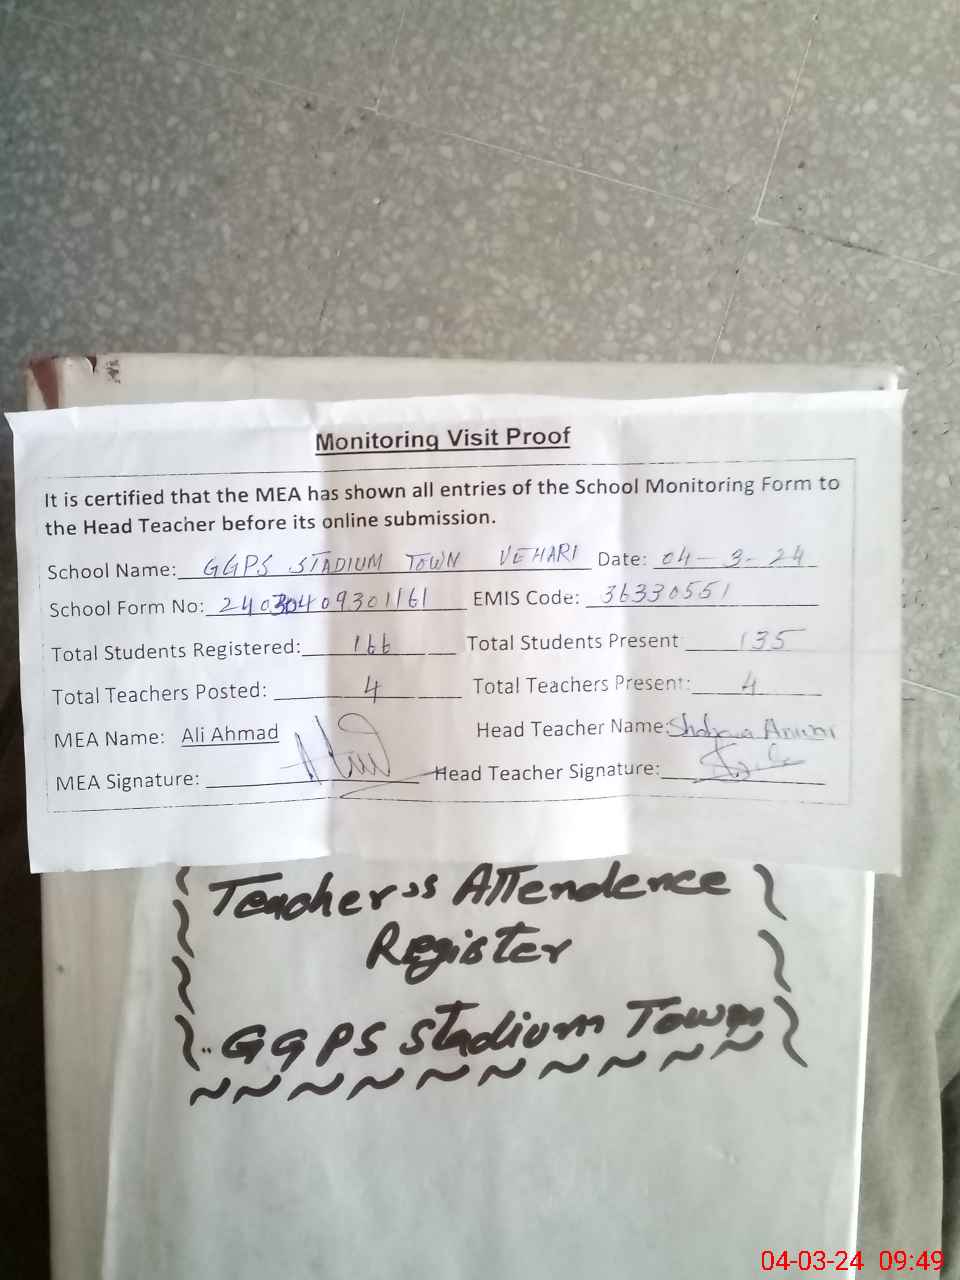 Monitoring Visit Proof
It is certified that the MEA has shown all entries of the School Monitoring Form to
the Head Teacher before its online submission.
School Name: GGPS STADIUM TOWN VEHARI Date: 04-3-24
School Form No: 24030409301161 EMIS Code: 36330551
Total Students Registered: 166 Total Students Present 135
Total Teachers Posted: 4 Total Teachers Present: 4
MEA Name: Ali Ahmad Head Teacher Name:
MEA Signature: Head Teacher Signature:
Teacher's Attendence
Register
GGPS Stadium Town
04-03-24 09:49